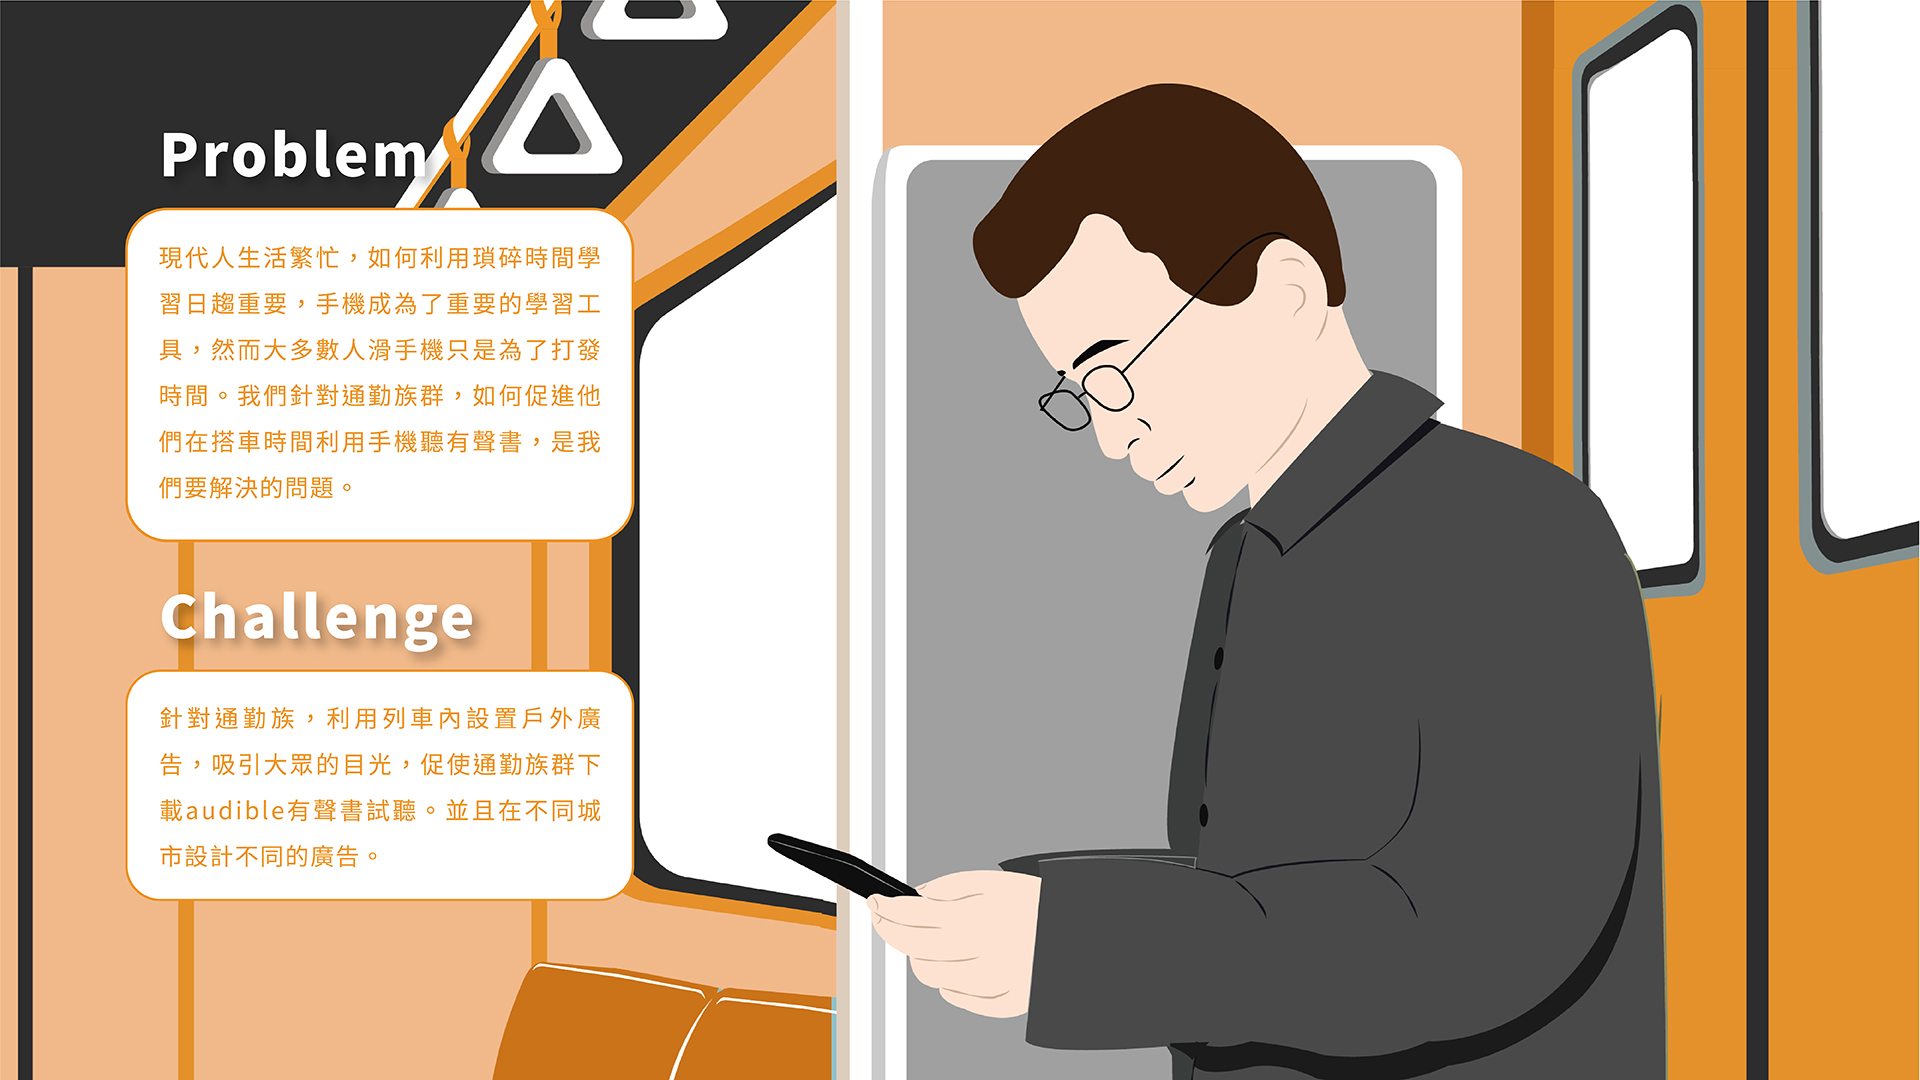 Problem
現代人生活繁忙，如何利用瑣碎時間學
習日趨重要，手機成為了重要的學習工
具，然而大多數人滑手機只是為了打發
時間。我們針對通勤族群，如何促進他
們在搭車時間利用手機聽有聲書，是我
們要解決的問題。
Challenge
針對通勤族，利用列車內設置戶外廣
告，吸引大眾的目光，促使通勤族群下
載audible有聲書試聽。並且在不同城
市設計不同的廣告。